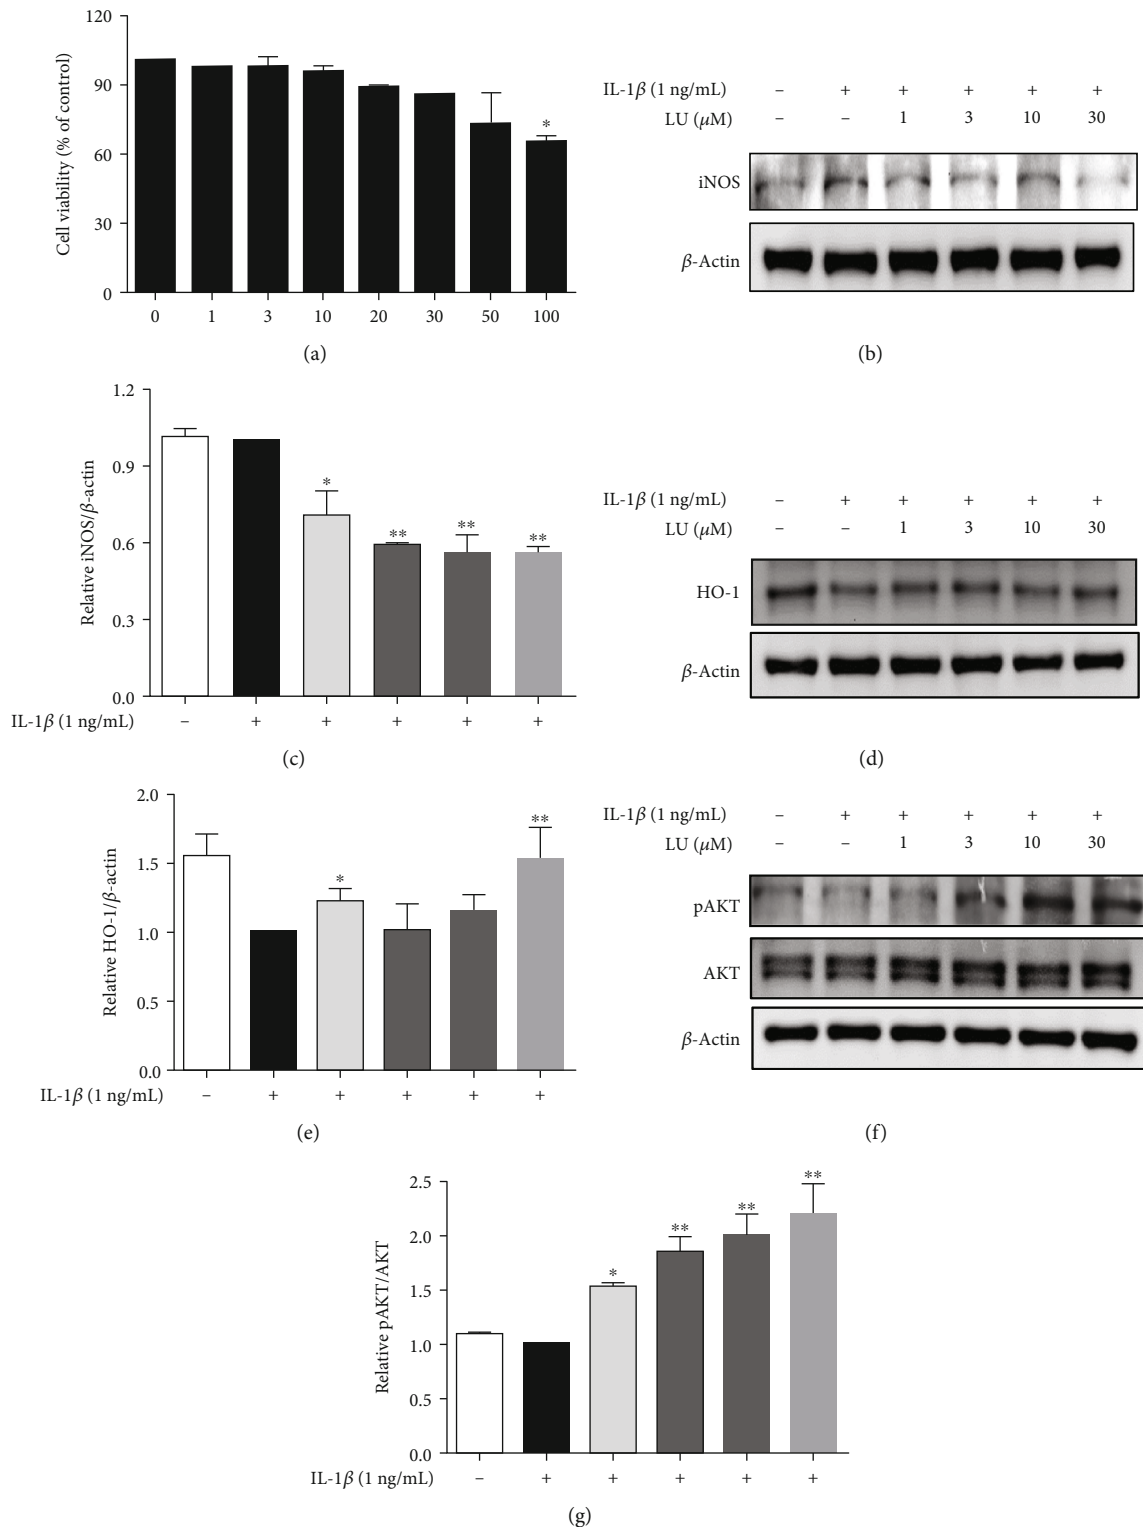 120
90
60
30
0
Cell viability (% of control)
*
0 1 3 10 20 30 50 100
(a)
IL-1β (1 ng/mL) – + + + + +
LU (μM) – – 1 3 10 30
iNOS
β-Actin
(b)
1.2
0.9
0.6
0.3
0.0
Relative iNOS/β-actin
* ** ** **
IL-1β (1 ng/mL) – + + + + +
(c)
IL-1β (1 ng/mL) – + + + + +
LU (μM) – – 1 3 10 30
HO-1
β-Actin
(d)
2.0
1.5
1.0
0.5
0.0
Relative HO-1/β-actin
* **
IL-1β (1 ng/mL) – + + + + +
(e)
IL-1β (1 ng/mL) – + + + + +
LU (μM) – – 1 3 10 30
pAKT
AKT
β-Actin
(f)
2.5
2.0
1.5
1.0
0.5
0.0
Relative pAKT/AKT
* ** ** **
IL-1β (1 ng/mL) – + + + + +
(g)